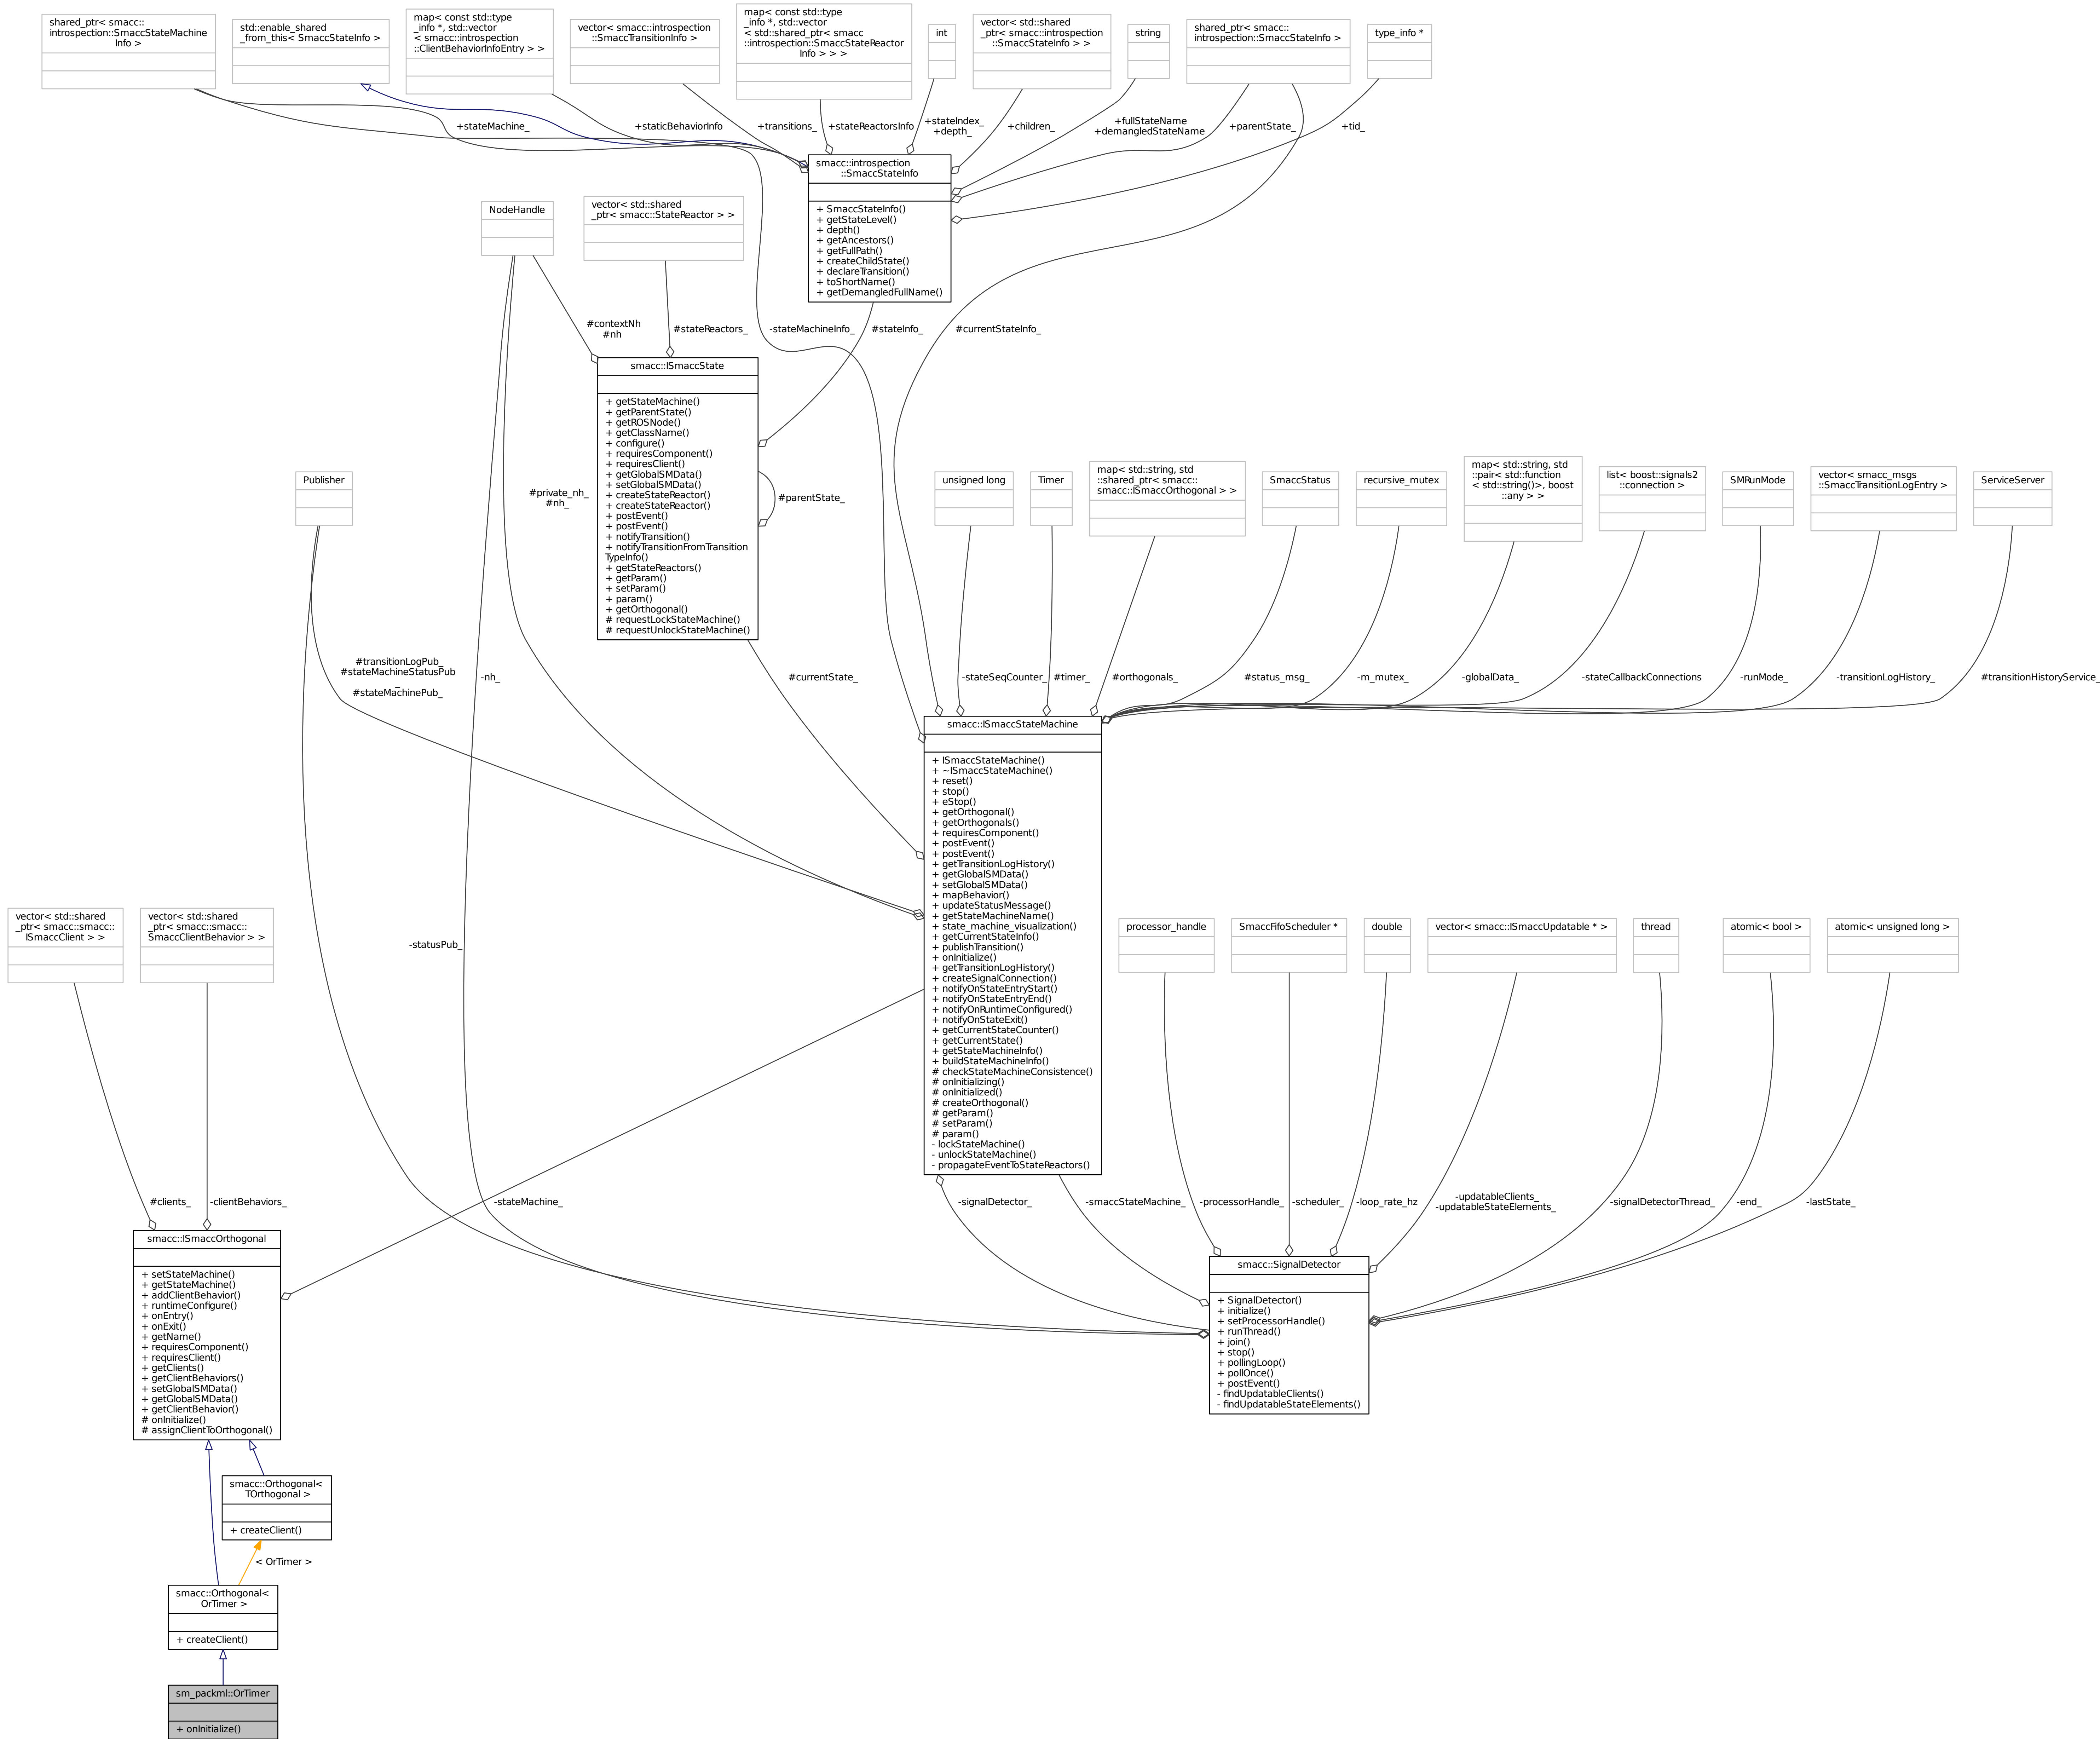 shared_ptr< smacc::
introspection::SmaccStateMachine
Info >
std::enable_shared
_from_this< SmaccStateInfo >
map< const std::type
_info *, std::vector
< smacc::introspection
::ClientBehaviorInfoEntry > >
vector< smacc::introspection
::SmaccTransitionInfo >
map< const std::type
_info *, std::vector
< std::shared_ptr< smacc
::introspection::SmaccStateReactor
Info > > >
int
vector< std::shared
_ptr< smacc::introspection
::SmaccStateInfo > >
string
shared_ptr< smacc::
introspection::SmaccStateInfo >
type_info *
+stateMachine_
+staticBehaviorInfo
+transitions_
+stateReactorsInfo
+stateIndex_
+depth_
+children_
+fullStateName
+demangledStateName
+parentState_
+tid_
smacc::introspection
::SmaccStateInfo
+ SmaccStateInfo()
+ getStateLevel()
+ depth()
+ getAncestors()
+ getFullPath()
+ createChildState()
+ declareTransition()
+ toShortName()
+ getDemangledFullName()
NodeHandle
vector< std::shared
_ptr< smacc::StateReactor > >
#contextNh
#nh
#stateReactors_
-stateMachineInfo_
#stateInfo_
#currentStateInfo_
smacc::ISmaccState
+ getStateMachine()
+ getParentState()
+ getROSNode()
+ getClassName()
+ configure()
+ requiresComponent()
+ requiresClient()
+ getGlobalSMData()
+ setGlobalSMData()
+ createStateReactor()
+ createStateReactor()
+ postEvent()
+ postEvent()
+ notifyTransition()
+ notifyTransitionFromTransition
TypeInfo()
+ getStateReactors()
+ getParam()
+ setParam()
+ param()
+ getOrthogonal()
# requestLockStateMachine()
# requestUnlockStateMachine()
#private_nh_
#nh_
#parentState_
Publisher
unsigned long
Timer
map< std::string, std
::shared_ptr< smacc::
smacc::ISmaccOrthogonal > >
SmaccStatus
recursive_mutex
map< std::string, std
::pair< std::function
< std::string()>, boost
::any > >
list< boost::signals2
::connection >
SMRunMode
vector< smacc_msgs
::SmaccTransitionLogEntry >
ServiceServer
#transitionLogPub_
#stateMachineStatusPub
_
#stateMachinePub_
-nh_
#currentState_
-stateSeqCounter_
#timer_
#orthogonals_
#status_msg_
-m_mutex_
-globalData_
-stateCallbackConnections
-runMode_
-transitionLogHistory_
#transitionHistoryService_
smacc::ISmaccStateMachine
+ ISmaccStateMachine()
+ ~ISmaccStateMachine()
+ reset()
+ stop()
+ eStop()
+ getOrthogonal()
+ getOrthogonals()
+ requiresComponent()
+ postEvent()
+ postEvent()
+ getTransitionLogHistory()
+ getGlobalSMData()
+ setGlobalSMData()
+ mapBehavior()
+ updateStatusMessage()
+ getStateMachineName()
+ state_machine_visualization()
+ getCurrentStateInfo()
+ publishTransition()
+ onInitialize()
+ getTransitionLogHistory()
+ createSignalConnection()
+ notifyOnStateEntryStart()
+ notifyOnStateEntryEnd()
+ notifyOnRuntimeConfigured()
+ notifyOnStateExit()
+ getCurrentStateCounter()
+ getCurrentState()
+ getStateMachineInfo()
+ buildStateMachineInfo()
# checkStateMachineConsistence()
# onInitializing()
# onInitialized()
# createOrthogonal()
# getParam()
# setParam()
# param()
- lockStateMachine()
- unlockStateMachine()
- propagateEventToStateReactors()
vector< std::shared
_ptr< smacc::smacc::
ISmaccClient > >
vector< std::shared
_ptr< smacc::smacc::
SmaccClientBehavior > >
-statusPub_
processor_handle
SmaccFifoScheduler *
double
vector< smacc::ISmaccUpdatable * >
thread
atomic< bool >
atomic< unsigned long >
#clients_
-clientBehaviors_
-stateMachine_
-signalDetector_
-smaccStateMachine_
-processorHandle_
-scheduler_
-loop_rate_hz
-updatableClients_
-updatableStateElements_
-signalDetectorThread_
-end_
-lastState_
smacc::ISmaccOrthogonal
+ setStateMachine()
+ getStateMachine()
+ addClientBehavior()
+ runtimeConfigure()
+ onEntry()
+ onExit()
+ getName()
+ requiresComponent()
+ requiresClient()
+ getClients()
+ getClientBehaviors()
+ setGlobalSMData()
+ getGlobalSMData()
+ getClientBehavior()
# onInitialize()
# assignClientToOrthogonal()
smacc::SignalDetector
+ SignalDetector()
+ initialize()
+ setProcessorHandle()
+ runThread()
+ join()
+ stop()
+ pollingLoop()
+ pollOnce()
+ postEvent()
- findUpdatableClients()
- findUpdatableStateElements()
smacc::Orthogonal<
TOrthogonal >
+ createClient()
< OrTimer >
smacc::Orthogonal<
OrTimer >
+ createClient()
sm_packml::OrTimer
+ onInitialize()